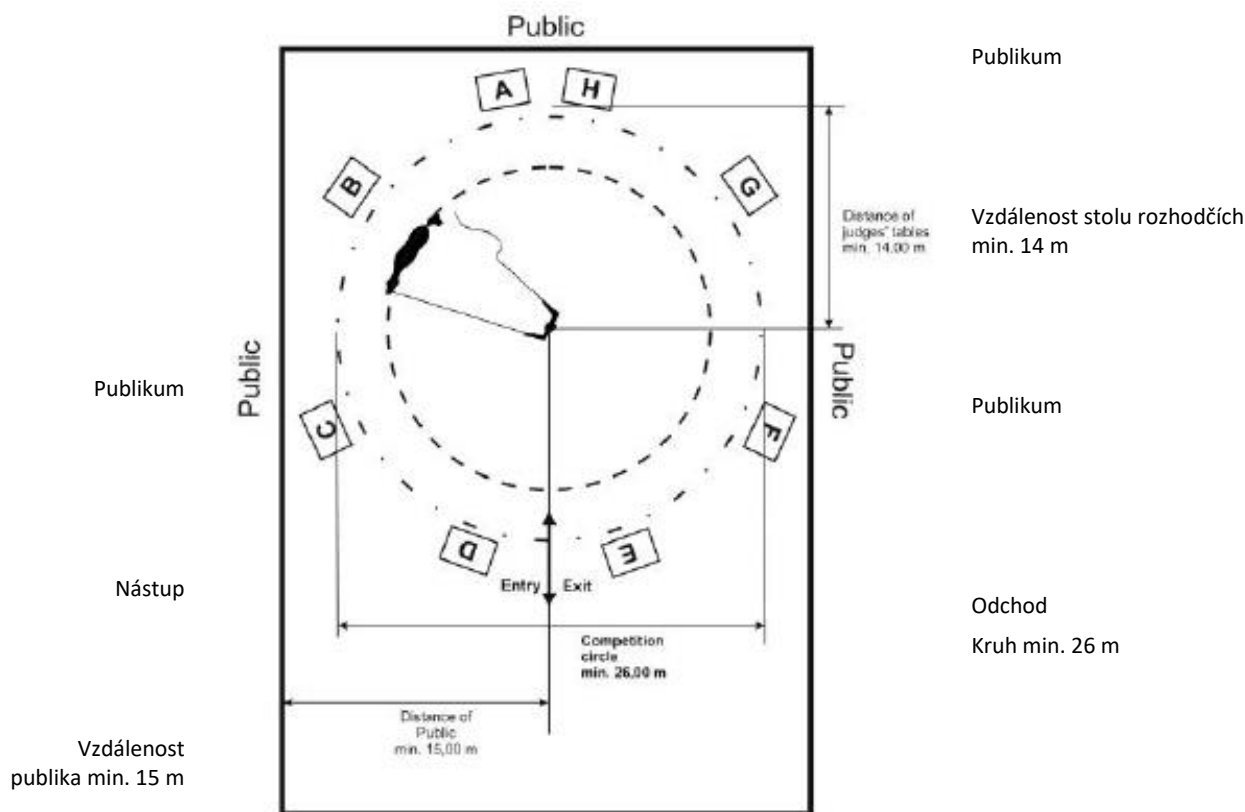 Public
Publikum
A
H
B
G
Distance of
judges' tables
min. 14,00 m
Vzdálenost stolu rozhodčích
min. 14 m
Public
Public
Publikum
Publikum
C
F
D
E
Entry
Exit
Nástup
Odchod
Competition
circle
min. 26,00 m
Kruh min. 26 m
Distance of
Public
min. 15,00 m
Vzdálenost
publika min. 15 m